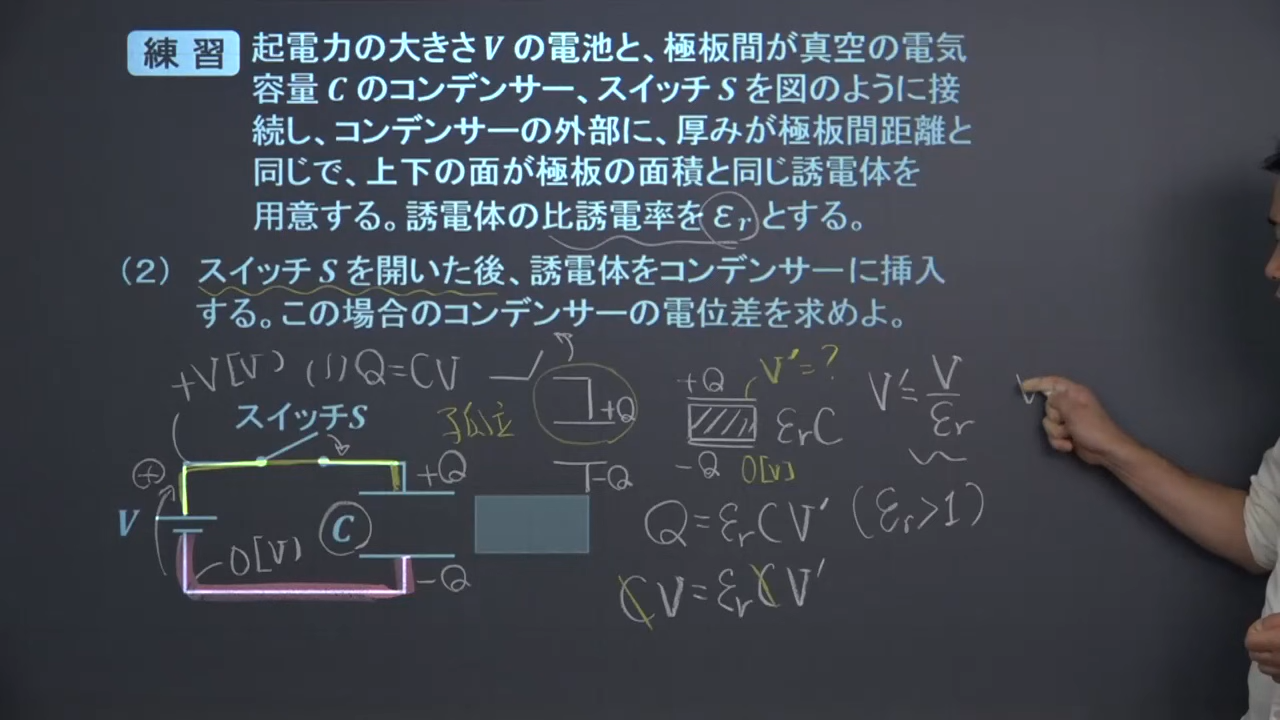 練習 起電力の大きさVの電池と、極板間が真空の電気
容量Cのコンデンサー、スイッチSを図のように接
続し、コンデンサーの外部に、厚みが極板間距離と
同じで、上下の面が極板の面積と同じ誘電体を
用意する。誘電体の比誘電率をεrとする。
(2) スイッチSを開いた後、誘電体をコンデンサーに挿入
する。この場合のコンデンサーの電位差を求めよ。
+V[V] (1) Q=CV
スイッチS
孤立
+Q
-Q
+
+Q
V
C
0[V]
-Q
+Q
V'=?
εrC
-Q
0[V]
V'= V/εr
Q=εrCV' (εr>1)
CV=εrCV'
V